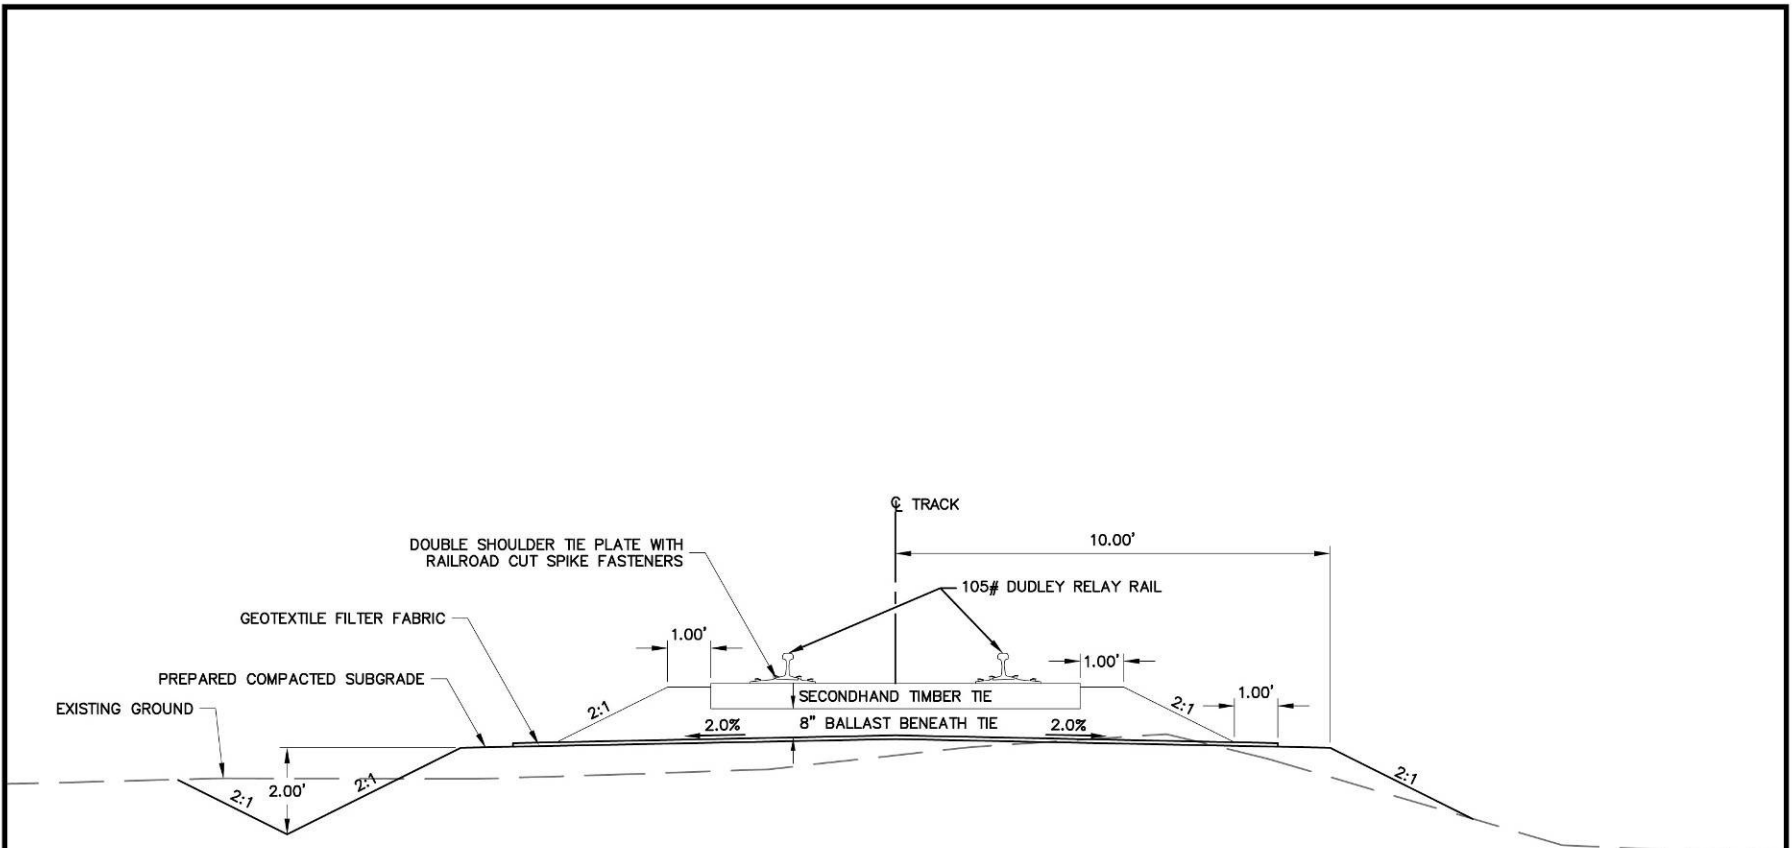 ℄ TRACK
10.00'
DOUBLE SHOULDER TIE PLATE WITH
RAILROAD CUT SPIKE FASTENERS
105# DUDLEY RELAY RAIL
GEOTEXTILE FILTER FABRIC
1.00'
1.00'
PREPARED COMPACTED SUBGRADE
1.00'
EXISTING GROUND
SECONDHAND TIMBER TIE
2:1
2:1
8" BALLAST BENEATH TIE
2.0%
2.0%
2:1
2:1
2.00'
2:1